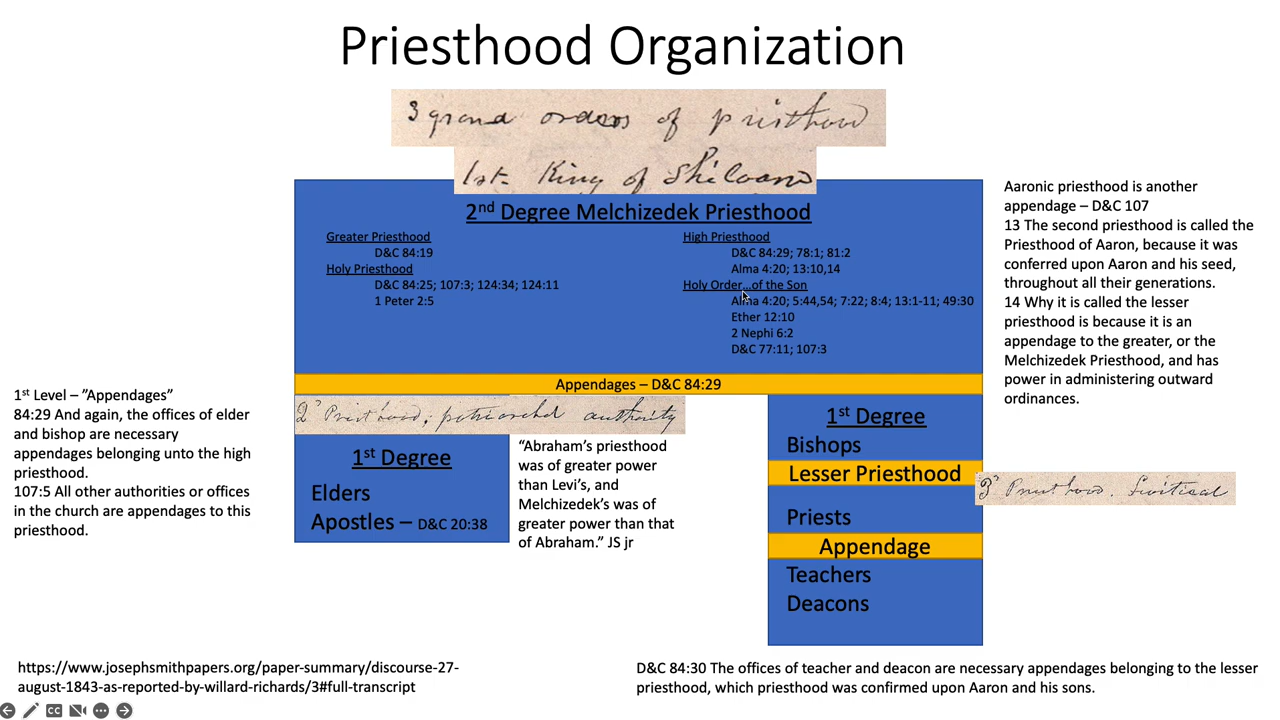 Priesthood Organization
3 grand orders of priesthood
1st King of Shiloam
2nd Degree Melchizedek Priesthood
Greater Priesthood
D&C 84:19
Holy Priesthood
D&C 84:25; 107:3; 124:34; 124:11
1 Peter 2:5
High Priesthood
D&C 84:29; 78:1; 81:2
Alma 4:20; 13:10,14
Holy Order...of the Son
Alma 4:20; 5:44,54; 7:22; 8:4; 13:1-11; 49:30
Ether 12:10
2 Nephi 6:2
D&C 77:11; 107:3
Aaronic priesthood is another
appendage – D&C 107
13 The second priesthood is called the
Priesthood of Aaron, because it was
conferred upon Aaron and his seed,
throughout all their generations.
14 Why it is called the lesser
priesthood is because it is an
appendage to the greater, or the
Melchizedek Priesthood, and has
power in administering outward
ordinances.
Appendages – D&C 84:29
1st Level – ”Appendages”
84:29 And again, the offices of elder
and bishop are necessary
appendages belonging unto the high
priesthood.
107:5 All other authorities or offices
in the church are appendages to this
priesthood.
2d Priesthood; patriarchal authority
1st Degree
Elders
Apostles – D&C 20:38
“Abraham’s priesthood
was of greater power
than Levi’s, and
Melchizedek’s was of
greater power than that
of Abraham.” JS jr
1st Degree
Bishops
Lesser Priesthood
Priests
Appendage
Teachers
Deacons
3d Priesthood. Levitical
https://www.josephsmithpapers.org/paper-summary/discourse-27-
august-1843-as-reported-by-willard-richards/3#full-transcript
D&C 84:30 The offices of teacher and deacon are necessary appendages belonging to the lesser
priesthood, which priesthood was confirmed upon Aaron and his sons.
CC